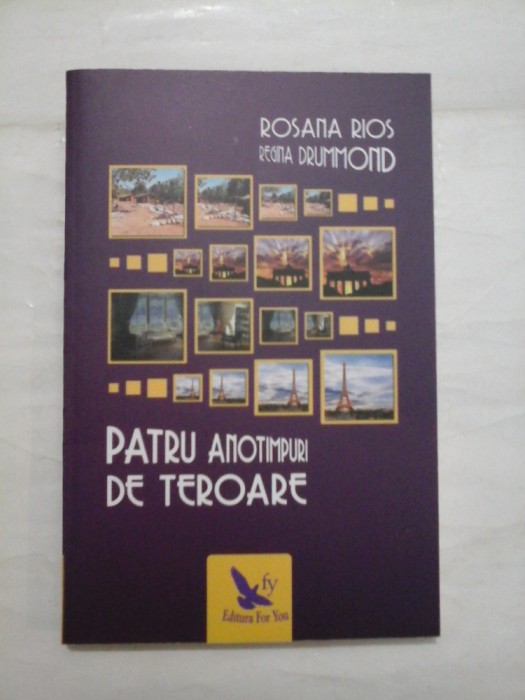 ROSANA RIOS
REGINA DRUMMOND
PATRU ANOTIMPURI
DE TEROARE
fy
Editura For You